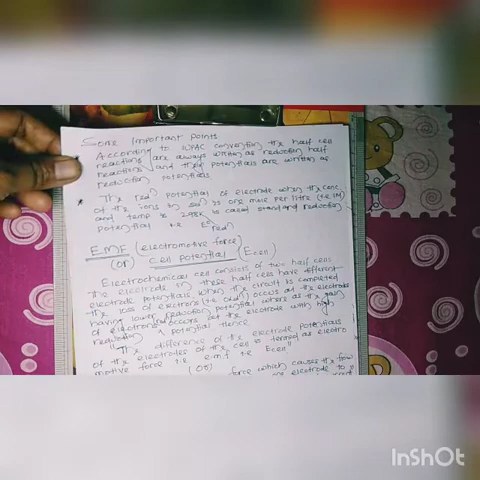 Some Important Points
According to IUPAC convention the half cell
reactions are always written as reduction half
reactions and their potentials are written as
reduction potentials
The redn potential of electrode when the conc
of the ions in soln is one mole per litre (i.e 1M)
and temp is 298K is called standard reduction
potential i.e E° redn
EMF (electromotive force)
(or) Cell potential (Ecell)
Electrochemical cell consists of two half cells
The electrode in these half cells have different
electrode potentials. When the circuit is completed
the loss of electrons (i.e oxidn) occurs at the electrode
having lower reduction potential where as the gain
of electrons occurs at the electrode with high
reduction a potential
"The difference of the electrode potentials
of the electrodes of the cell is termed as electro
motive force i.e e.m.f i.e Ecell"
(or)
force which causes the flow
electrode to
InShOt